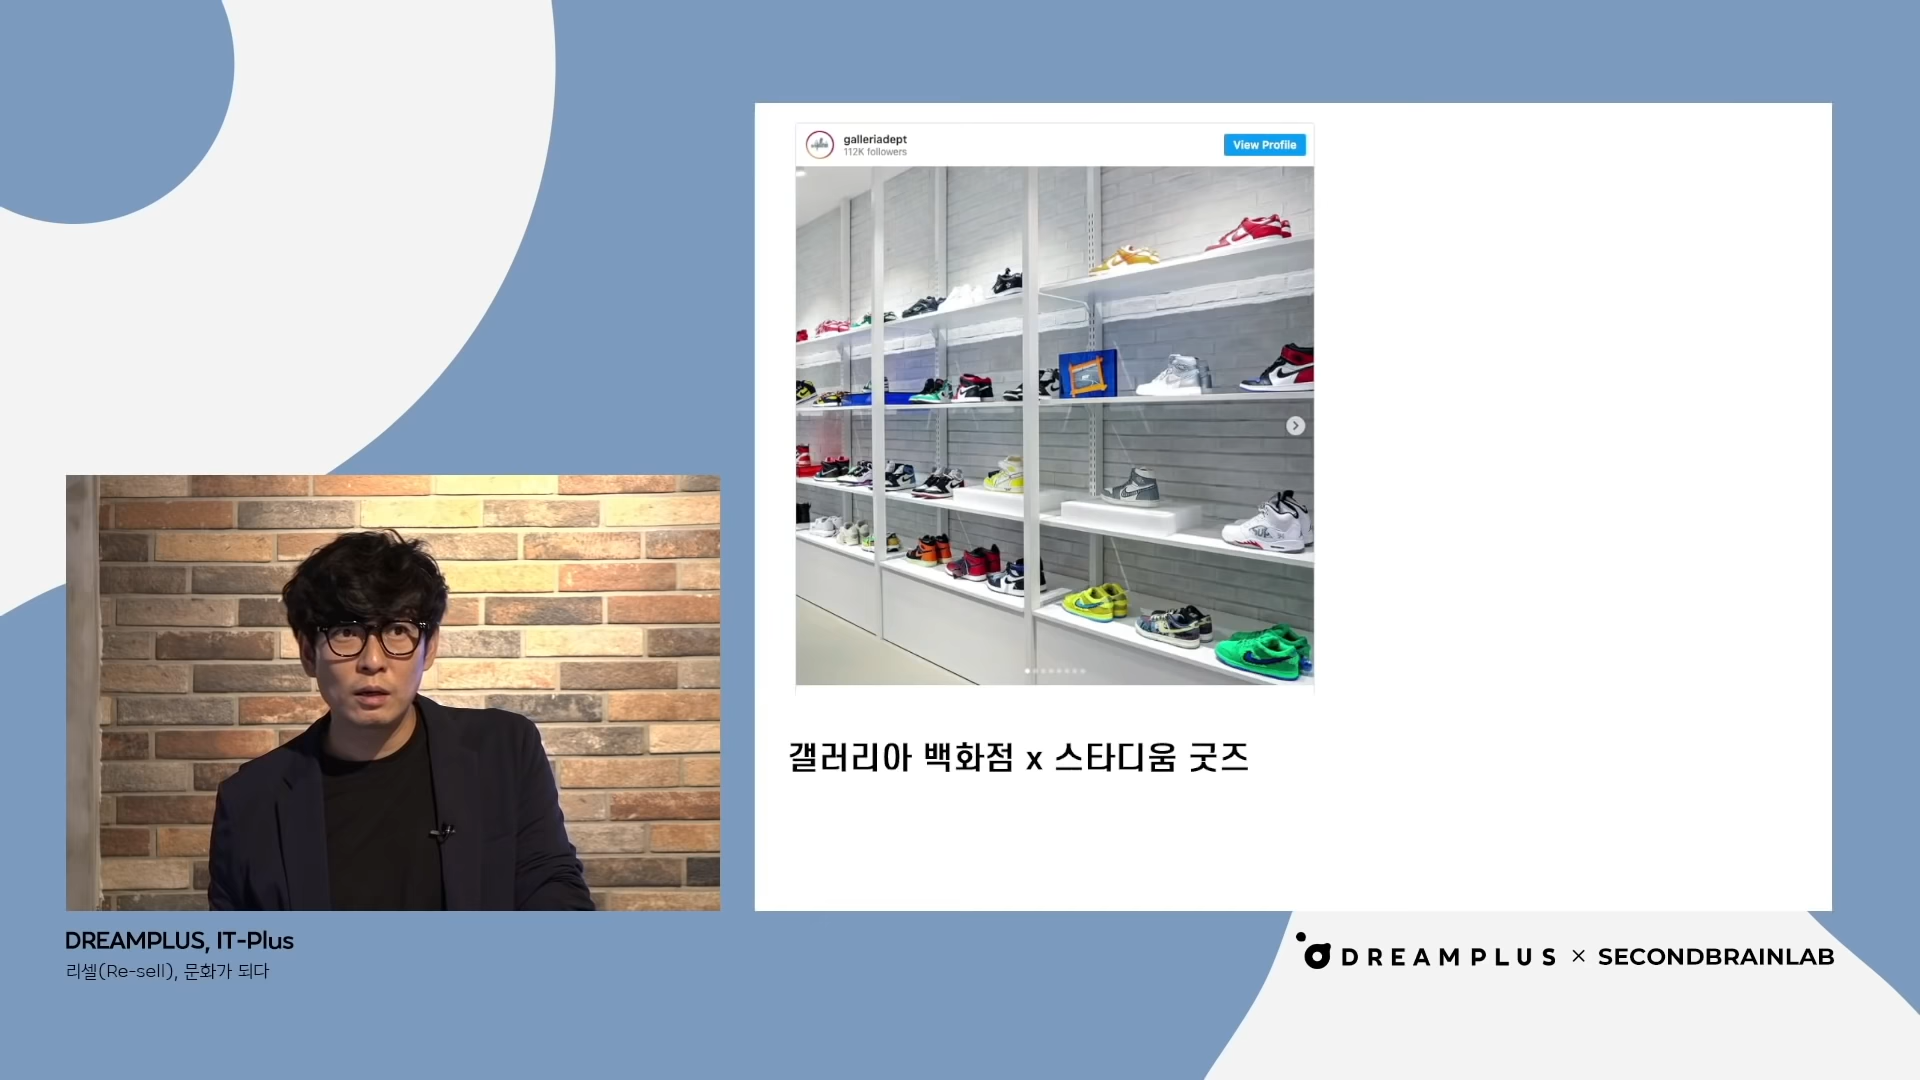 galleriadept
112K followers
View Profile
갤러리아 백화점 x 스타디움 굿즈
DREAMPLUS, IT-Plus
리셀(Re-sell), 문화가 되다
DREAMPLUS × SECONDBRAINLAB